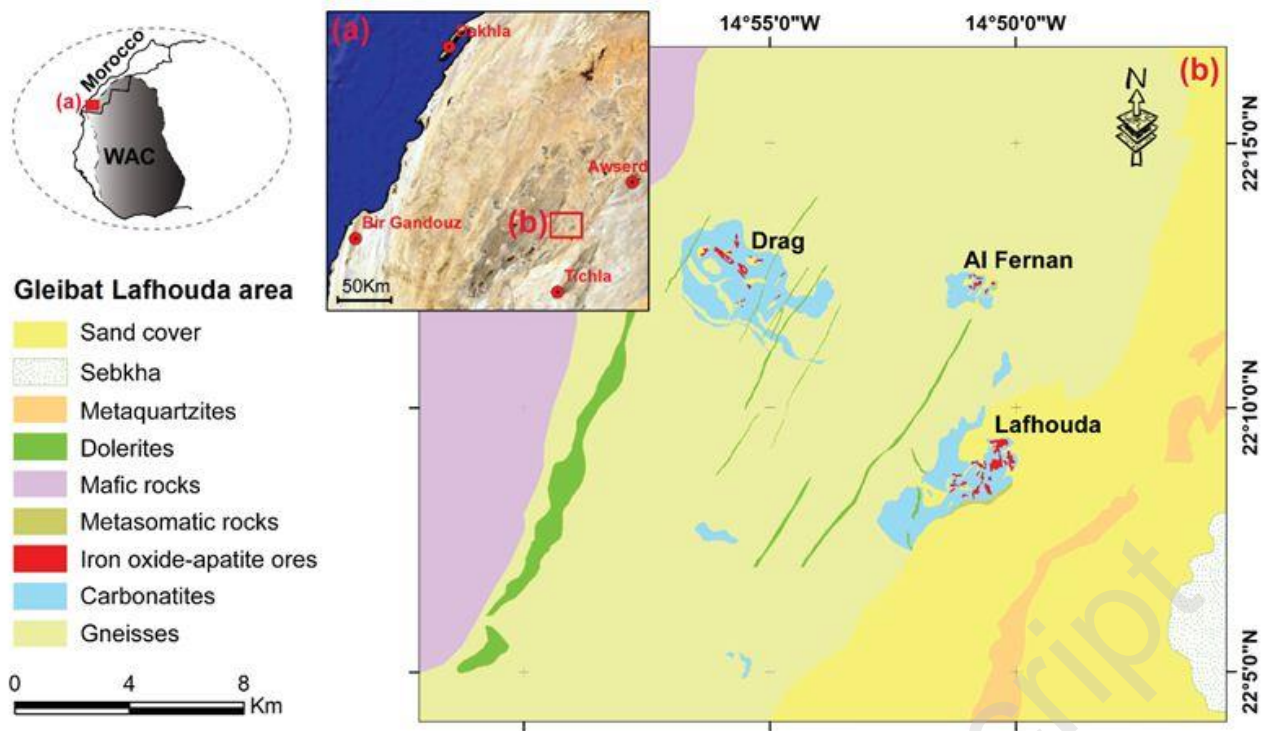 Morocco
(a)
WAC
(a)
Dakhla
Awserd
Bir Gandouz
(b)
Tichla
50Km
14°55'0"W
14°50'0"W
(b)
N
22°15'0"N
22°10'0"N
22°5'0"N
Drag
Al Fernan
Lafhouda
Gleibat Lafhouda area
Sand cover
Sebkha
Metaquartzites
Dolerites
Mafic rocks
Metasomatic rocks
Iron oxide-apatite ores
Carbonatites
Gneisses
0 4 8
Km
ript